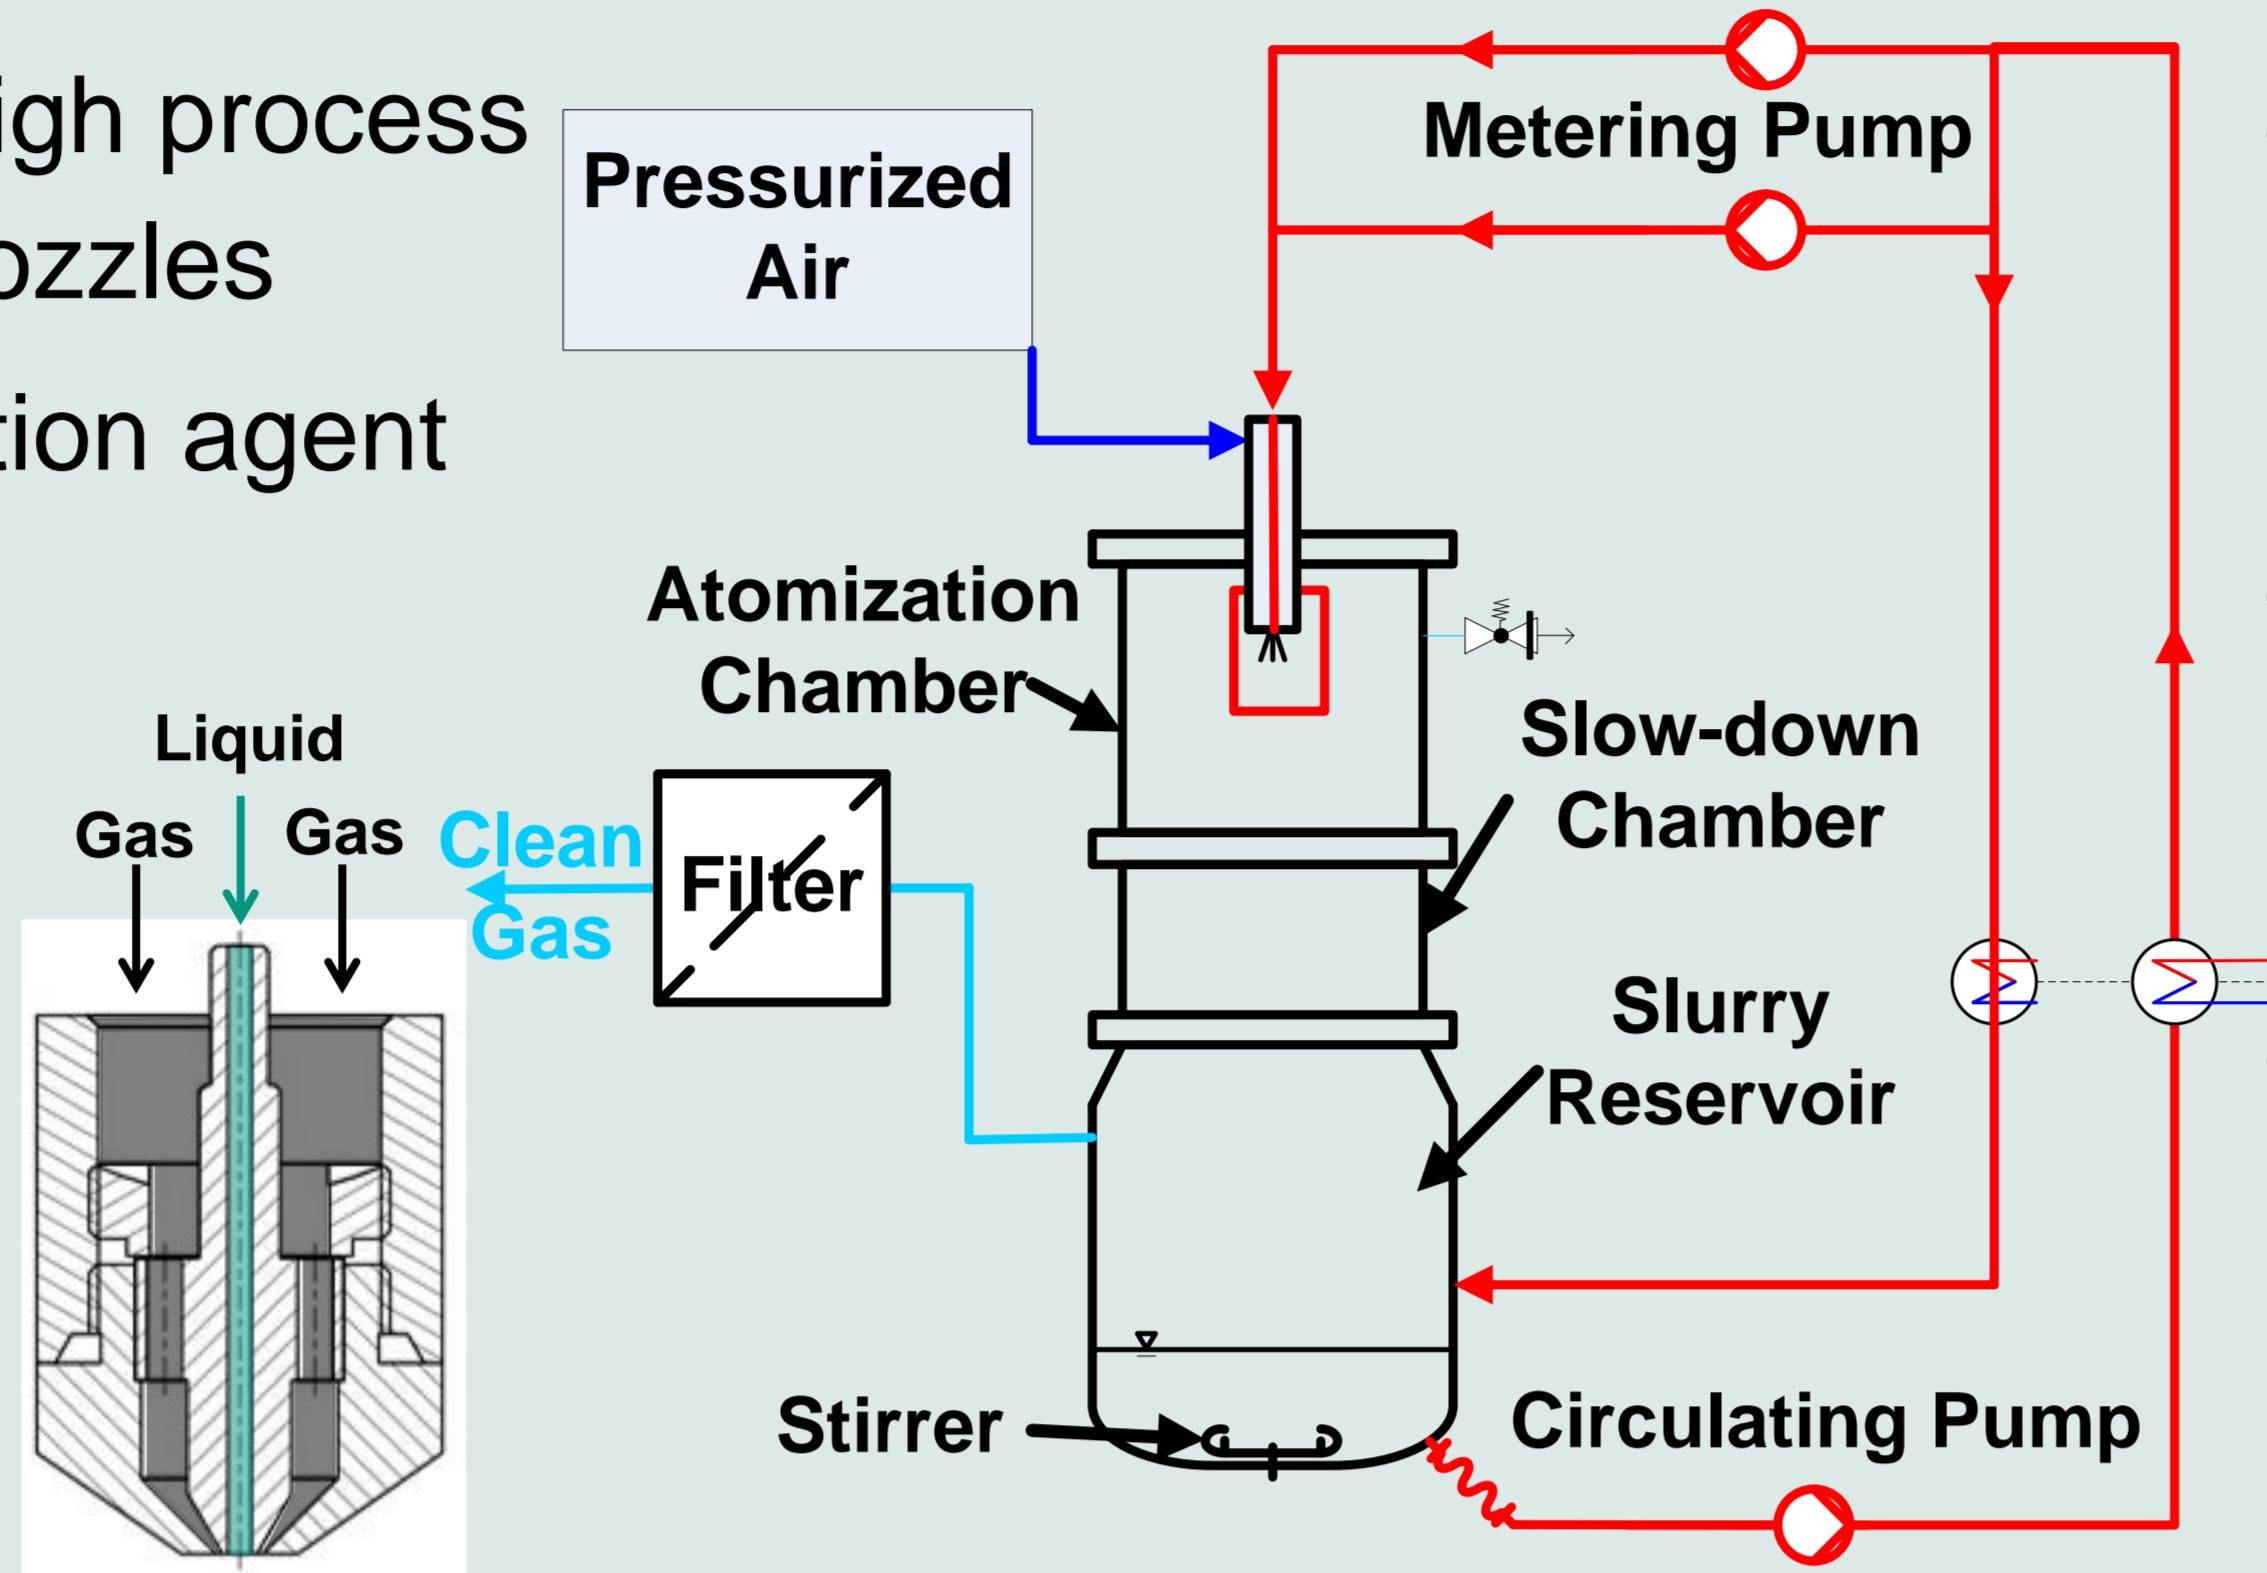 igh process
ozzles
tion agent
Pressurized
Air
Metering Pump
Atomization
Chamber
Slow-down
Chamber
Liquid
Gas Gas
Clean
Gas
Filter
Slurry
Reservoir
Stirrer
Circulating Pump